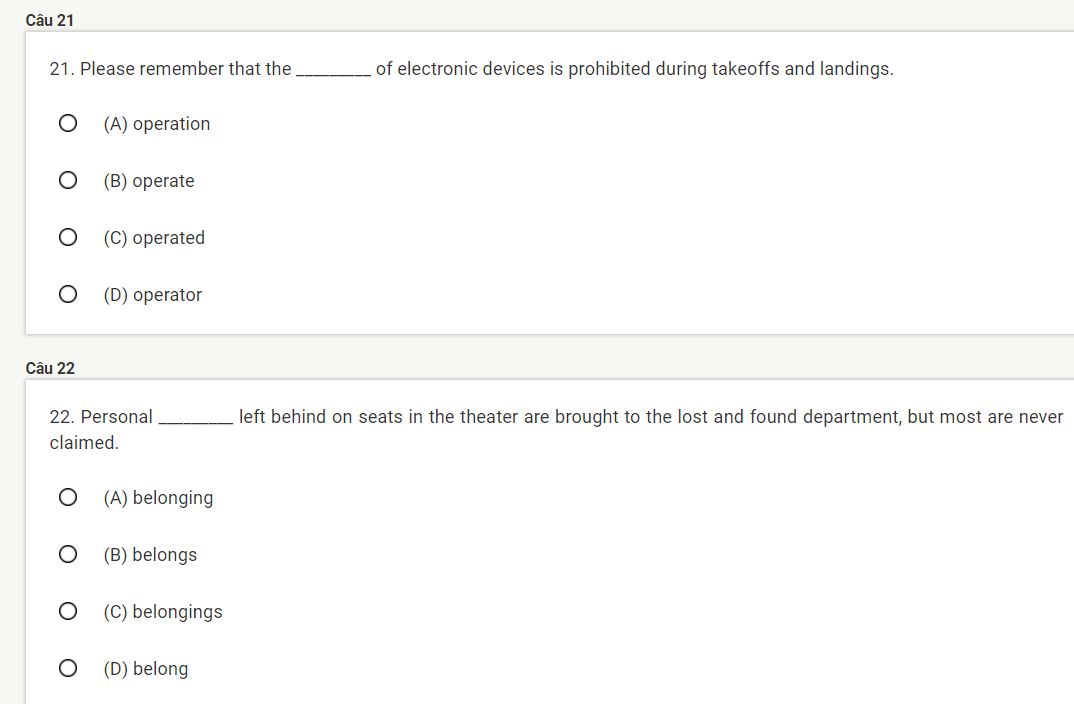 Câu 21
21. Please remember that the _________ of electronic devices is prohibited during takeoffs and landings.
(A) operation
(B) operate
(C) operated
(D) operator
Câu 22
22. Personal _________ left behind on seats in the theater are brought to the lost and found department, but most are never
claimed.
(A) belonging
(B) belongs
(C) belongings
(D) belong